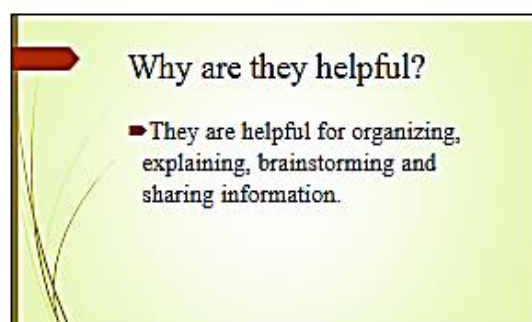 Why are they helpful?
They are helpful for organizing,
explaining, brainstorming and
sharing information.